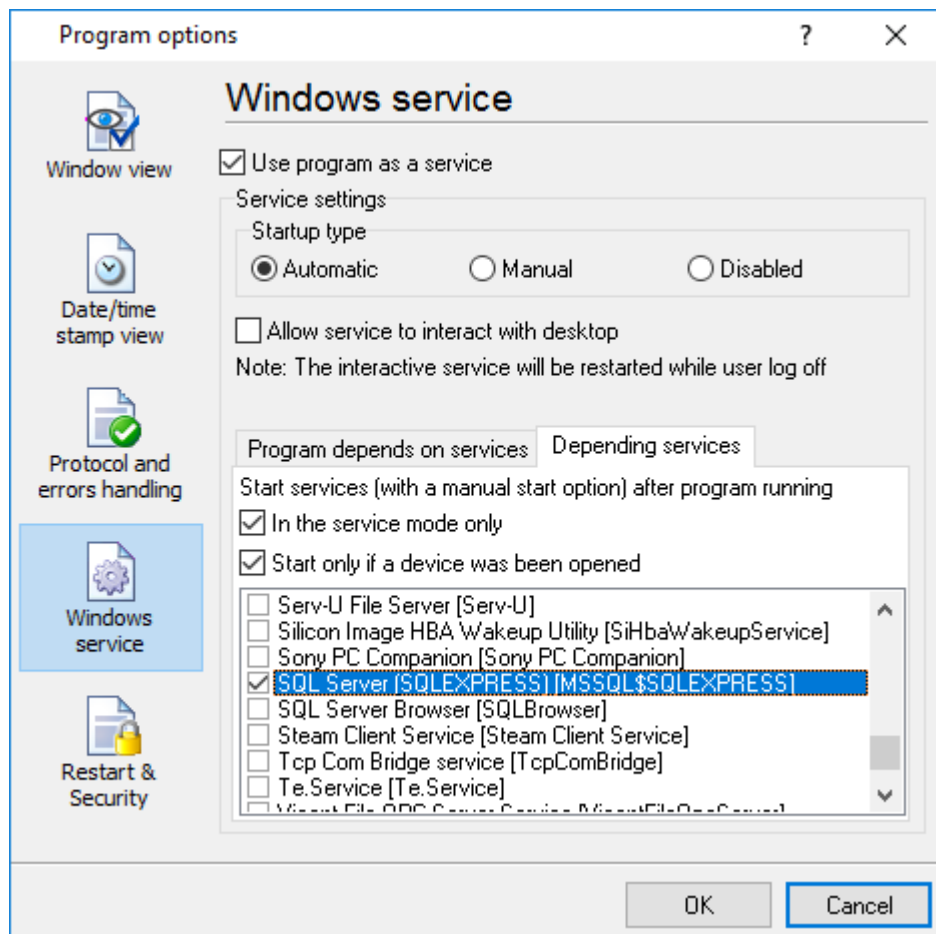 Program options
?
Window view
Date/time
stamp view
Protocol and
errors handling
Windows
service
Restart &
Security
Windows service
Use program as a service
Service settings
Startup type
Automatic
Manual
Disabled
Allow service to interact with desktop
Note: The interactive service will be restarted while user log off
Program depends on services
Depending services
Start services (with a manual start option) after program running
In the service mode only
Start only if a device was been opened
Serv-U File Server [Serv-U]
Silicon Image HBA Wakeup Utility [SiHbaWakeupService]
Sony PC Companion [Sony PC Companion]
SQL Server (SQLEXPRESS) [MSSQL$SQLEXPRESS]
SQL Server Browser [SQLBrowser]
Steam Client Service [Steam Client Service]
Tcp Com Bridge service [TcpComBridge]
Te.Service [Te.Service]
OK
Cancel